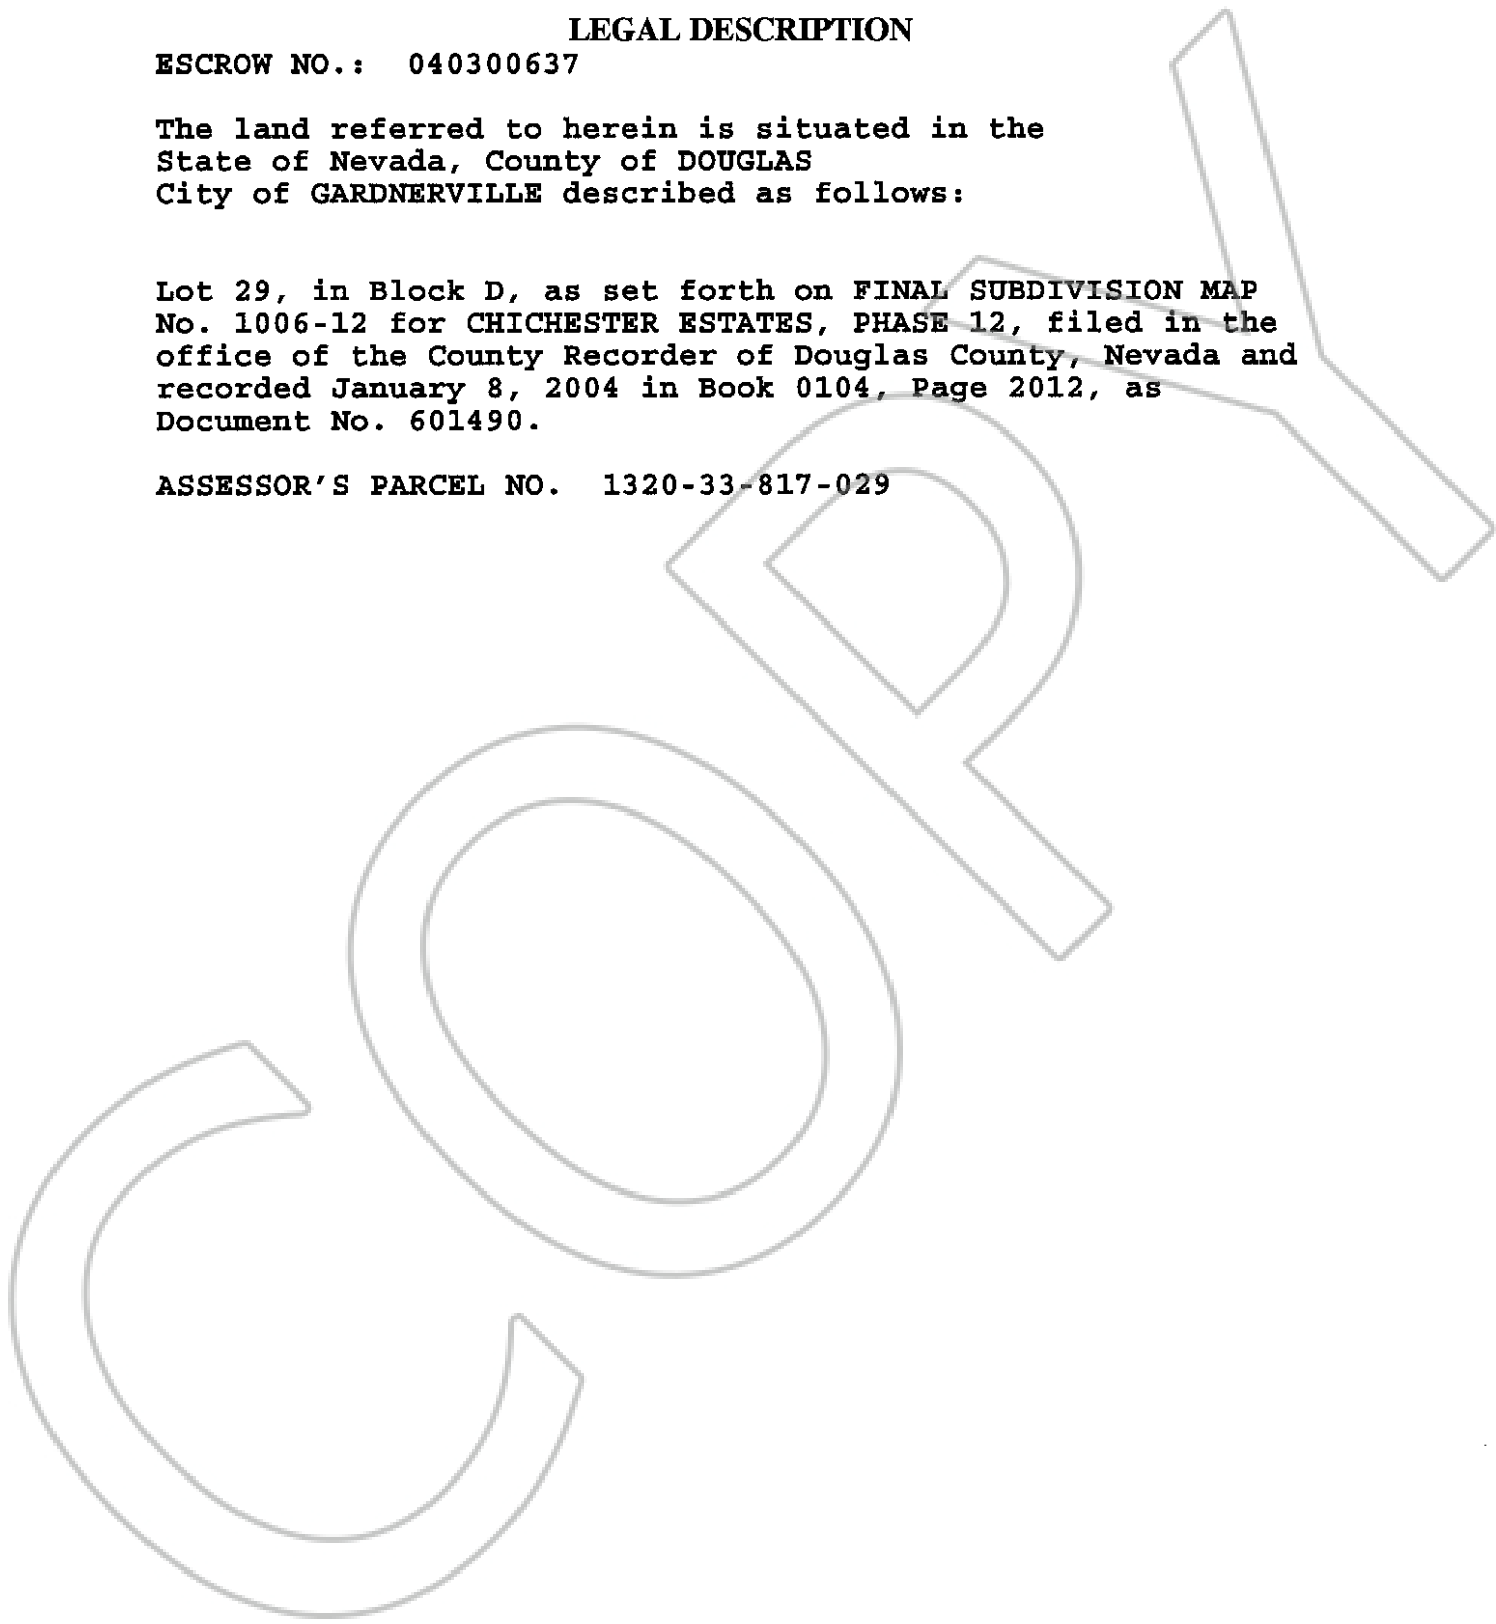 LEGAL DESCRIPTION
ESCROW NO.: 040300637
The land referred to herein is situated in the
State of Nevada, County of DOUGLAS
City of GARDNERVILLE described as follows:
Lot 29, in Block D, as set forth on FINAL SUBDIVISION MAP
No. 1006-12 for CHICHESTER ESTATES, PHASE 12, filed in the
office of the County Recorder of Douglas County, Nevada and
recorded January 8, 2004 in Book 0104, Page 2012, as
Document No. 601490.
ASSESSOR'S PARCEL NO. 1320-33-817-029
COPY